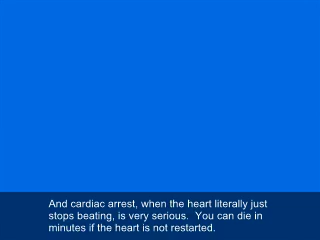 And cardiac arrest, when the heart literally just
stops beating, is very serious.  You can die in
minutes if the heart is not restarted.